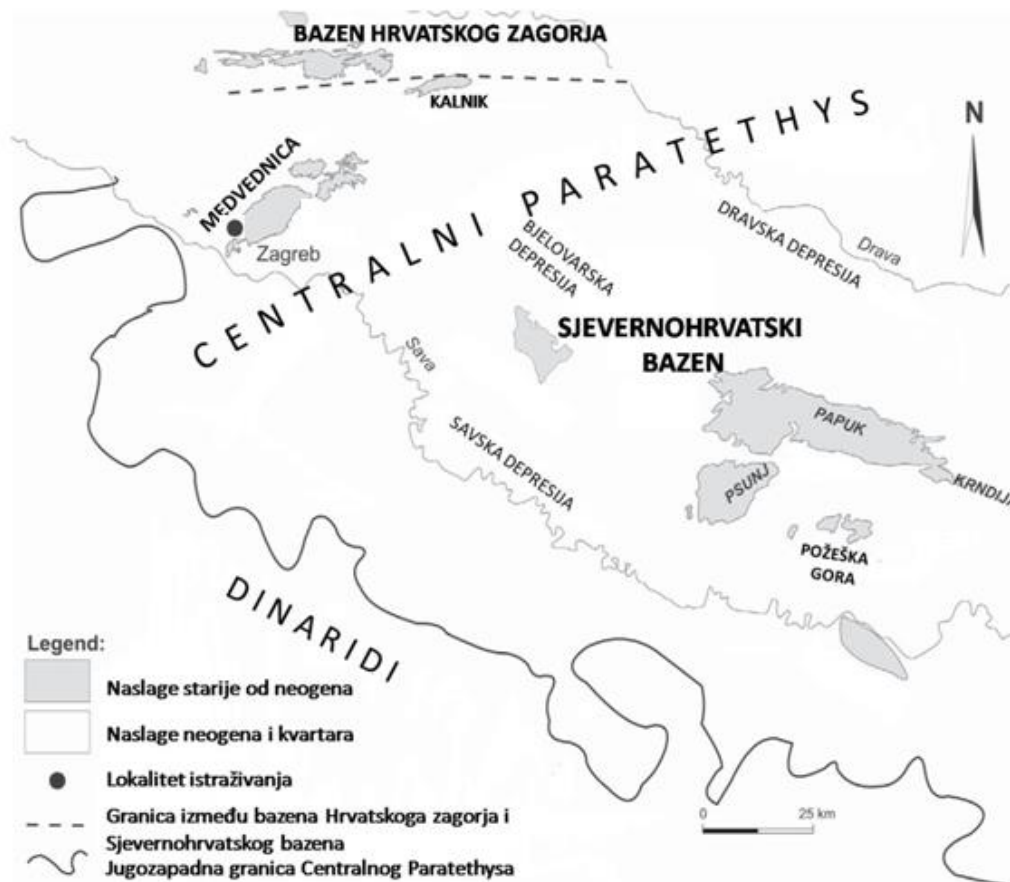 BAZEN HRVATSKOG ZAGORJA
KALNIK
N
MEDVEDNICA
Zagreb
CENTRALNI PARATETHYS
BJELOVARSKA
DEPRESIJA
DRAVSKA DEPRESIJA
Drava
SJEVERNOHRVATSKI
BAZEN
Sava
SAVSKA DEPRESIJA
PAPUK
PSUNJ
KRNDIJA
POŽEŠKA
GORA
DINARIDI
Legend:
Naslage starije od neogena
Naslage neogena i kvartara
Lokalitet istraživanja
Granica između bazena Hrvatskoga zagorja i
Sjevernohrvatskog bazena
Jugozapadna granica Centralnog Paratethysa
0 25 km